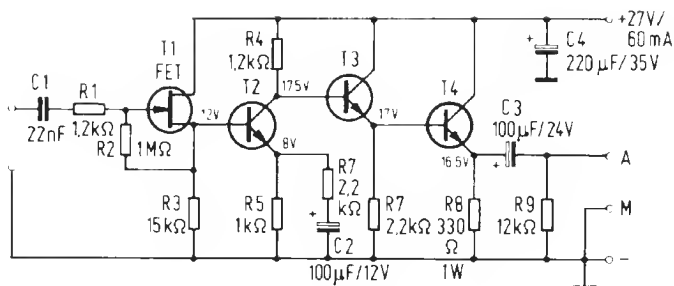 +27V/
60mA
C1
22nF
R1
1,2kΩ
R2
1MΩ
T1
FET
R3
15kΩ
12V
R4
1,2kΩ
T2
17.5V
8V
R5
1kΩ
R7
2,2
kΩ
+
C2
100µF/12V
T3
17V
R7
2,2kΩ
T4
16.5V
R8
330
Ω
1W
C3
100µF/24V
+
R9
12kΩ
+
C4
220µF/35V
A
M
-